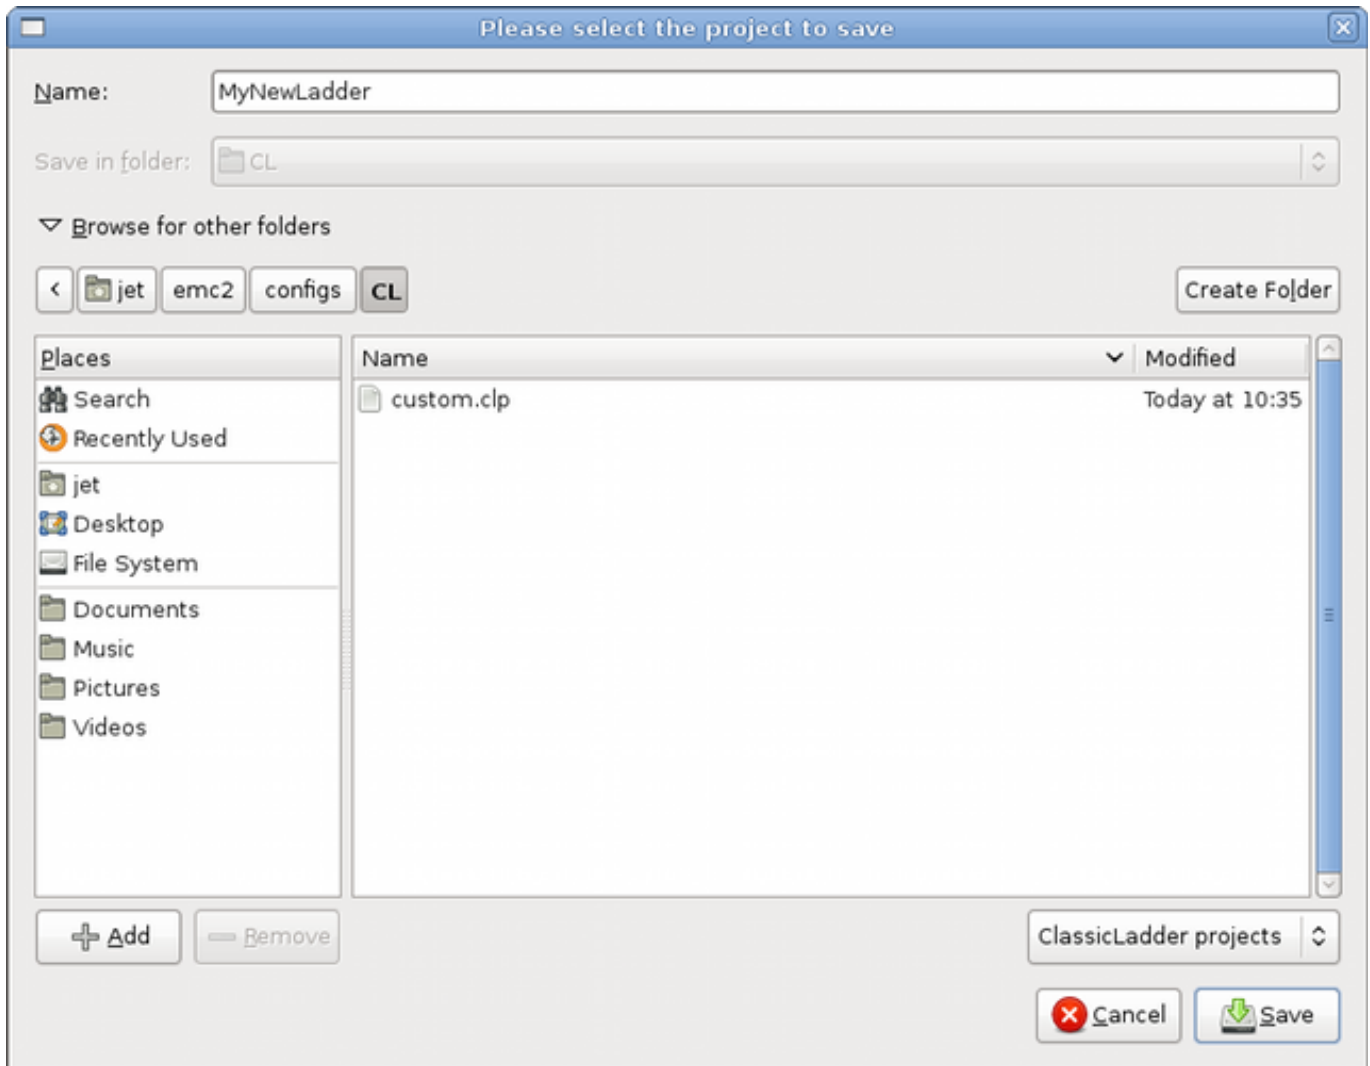 Please select the project to save
Name: MyNewLadder
Save in folder: CL
Browse for other folders
jet emc2 configs CL Create Folder
Places Name Modified
Search custom.clp Today at 10:35
Recently Used
jet
Desktop
File System
Documents
Music
Pictures
Videos
Add Remove ClassicLadder projects
Cancel Save